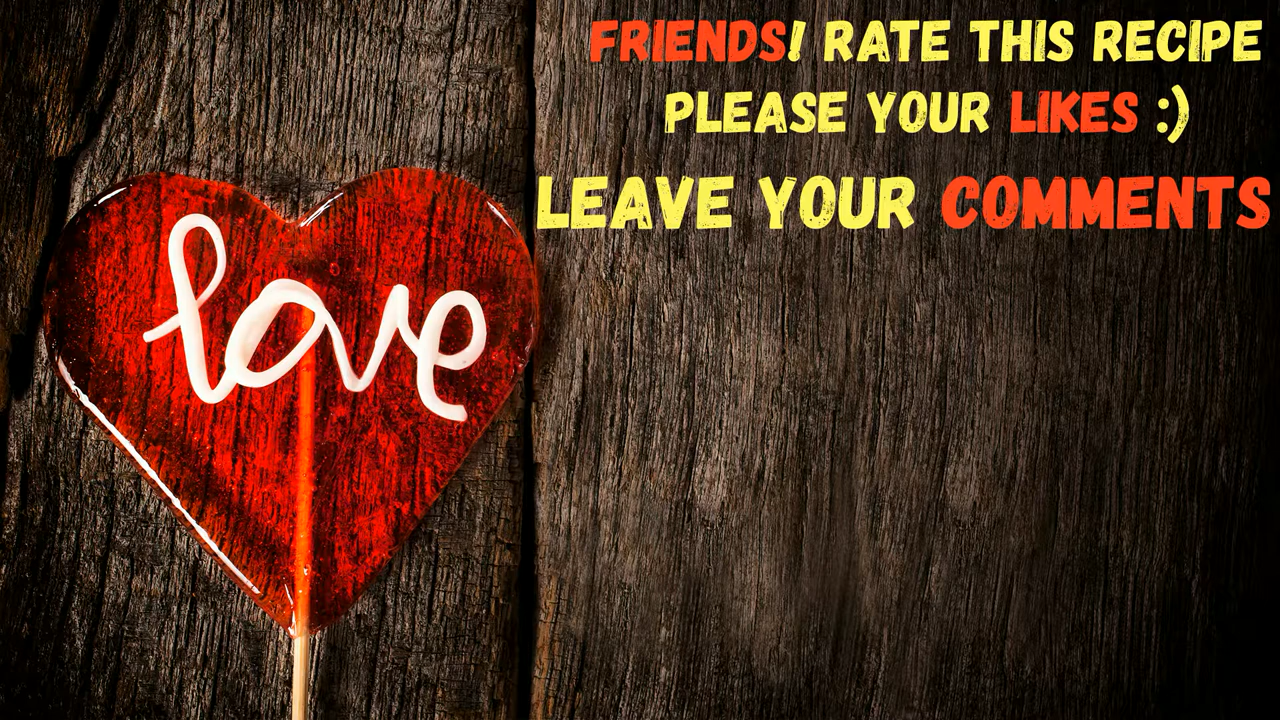 love
FRIENDS! RATE THIS RECIPE
PLEASE YOUR LIKES :)
LEAVE YOUR COMMENTS